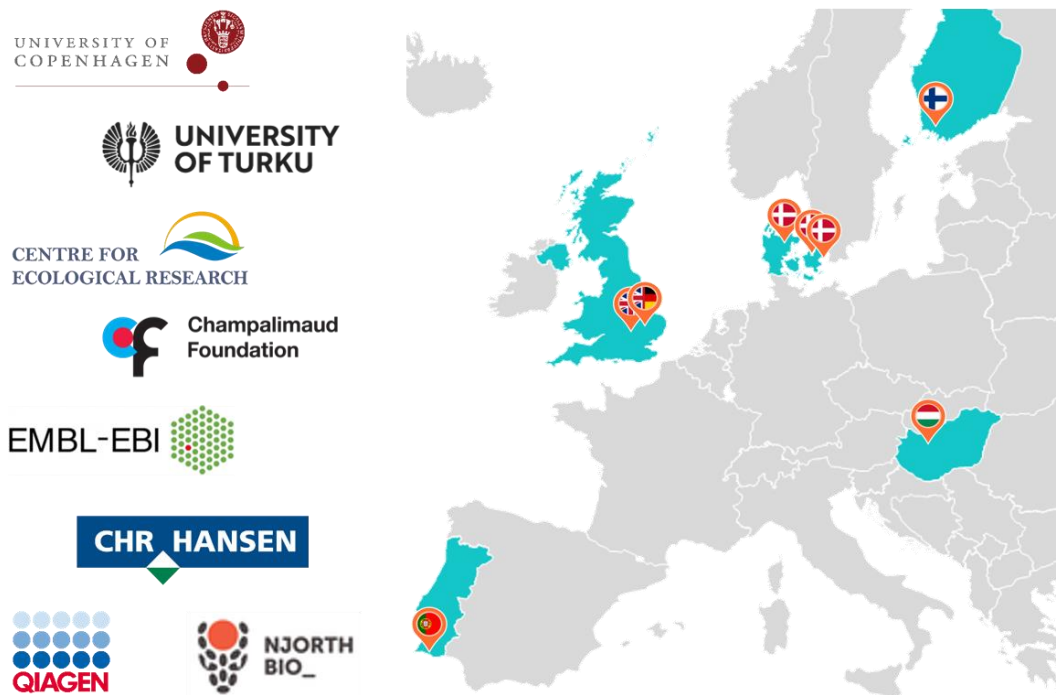 UNIVERSITY OF
COPENHAGEN
UNIVERSITY
OF TURKU
CENTRE FOR
ECOLOGICAL RESEARCH
Champalimaud
Foundation
EMBL-EBI
CHR HANSEN
QIAGEN
NJORTH
BIO_